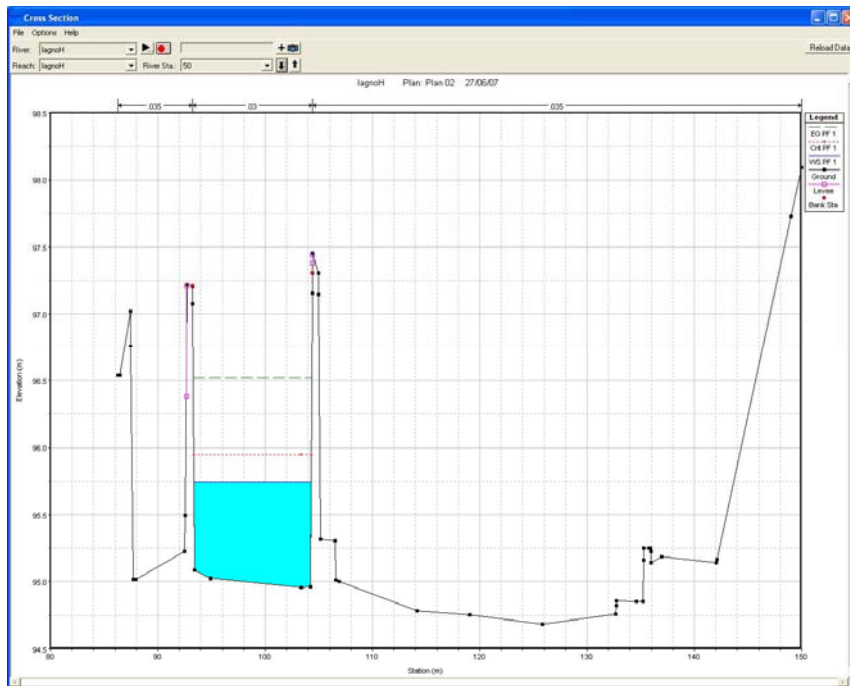 Cross Section
File Options Help
River: lagnoH
Reload Data
Reach: lagnoH River Sta.: 50
lagnoH Plan: Plan 02 27/06/07
.035 .03 .035
Legend
EG PF 1
Crit PF 1
WS PF 1
Ground
Levee
Bank Sta
98.5
98.0
97.5
97.0
96.5
96.0
95.5
95.0
94.5
Elevation (m)
80 90 100 110 120 130 140 150
Station (m)